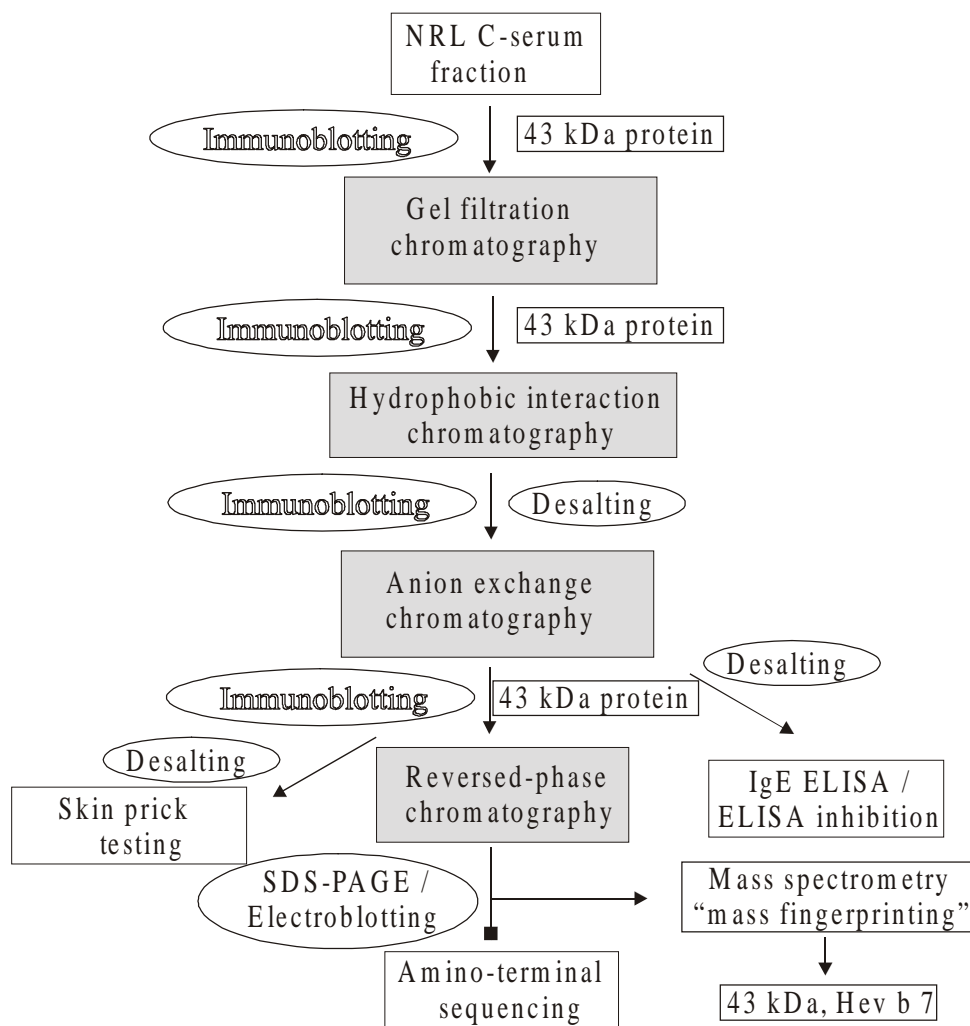 NRL C-serum
fraction
Immunoblotting
43 kDa protein
Gel filtration
chromatography
Immunoblotting
43 kDa protein
Hydrophobic interaction
chromatography
Immunoblotting
Desalting
Anion exchange
chromatography
Desalting
Immunoblotting
43 kDa protein
Desalting
Reversed-phase
chromatography
IgE ELISA /
ELISA inhibition
Skin prick
testing
SDS-PAGE /
Electroblotting
Mass spectrometry
“mass fingerprinting”
Amino-terminal
sequencing
43 kDa, Hev b 7